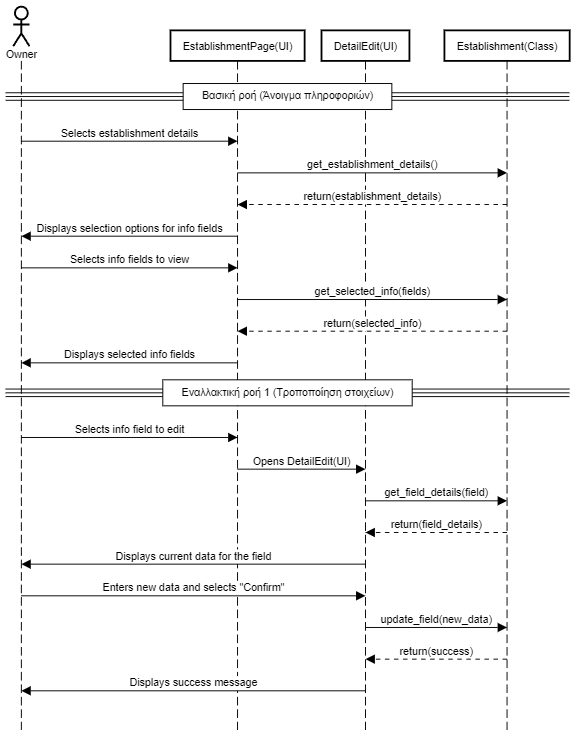 Owner
EstablishmentPage(UI)
DetailEdit(UI)
Establishment(Class)
Βασική ροή (Άνοιγμα πληροφοριών)
Selects establishment details
get_establishment_details()
return(establishment_details)
Displays selection options for info fields
Selects info fields to view
get_selected_info(fields)
return(selected_info)
Displays selected info fields
Εναλλακτική ροή 1 (Τροποποίηση στοιχείων)
Selects info field to edit
Opens DetailEdit(UI)
get_field_details(field)
return(field_details)
Displays current data for the field
Enters new data and selects "Confirm"
update_field(new_data)
return(success)
Displays success message